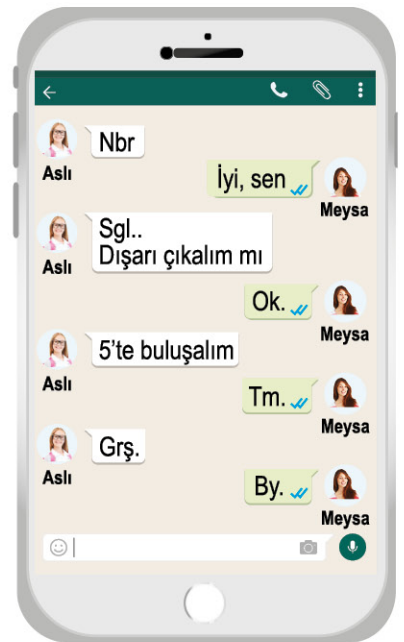 Nbr
Aslı
İyi, sen
Meysa
Sgl..
Dışarı çıkalım mı
Aslı
Ok.
Meysa
5'te buluşalım
Aslı
Tm.
Meysa
Grş.
Aslı
By.
Meysa